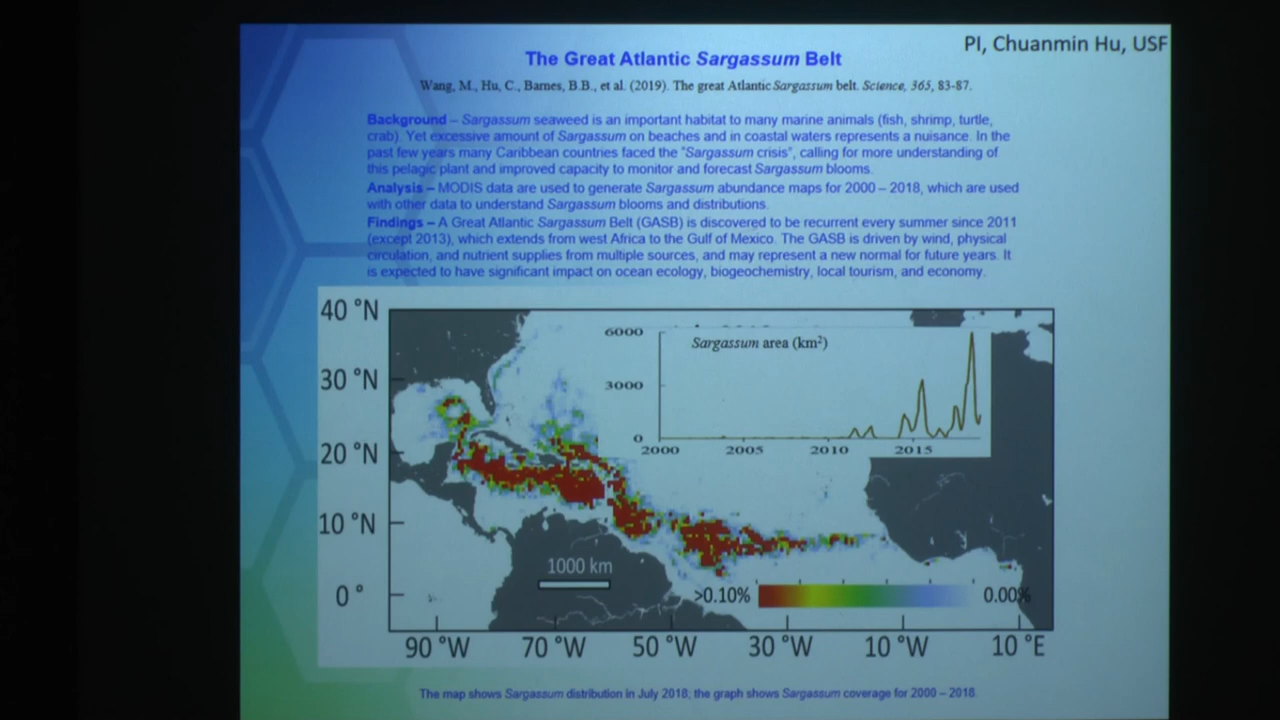 PI, Chuanmin Hu, USF
The Great Atlantic Sargassum Belt
Wang, M., Hu, C., Barnes, B.B., et al. (2019). The great Atlantic Sargassum belt. Science, 365, 83-87.
Background – Sargassum seaweed is an important habitat to many marine animals (fish, shrimp, turtle,
crab). Yet excessive amount of Sargassum on beaches and in coastal waters represents a nuisance. In the
past few years many Caribbean countries faced the "Sargassum crisis", calling for more understanding of
this pelagic plant and improved capacity to monitor and forecast Sargassum blooms.
Analysis – MODIS data are used to generate Sargassum abundance maps for 2000 – 2018, which are used
with other data to understand Sargassum blooms and distributions.
Findings – A Great Atlantic Sargassum Belt (GASB) is discovered to be recurrent every summer since 2011
(except 2013), which extends from west Africa to the Gulf of Mexico. The GASB is driven by wind, physical
circulation, and nutrient supplies from multiple sources, and may represent a new normal for future years. It
is expected to have significant impact on ocean ecology, biogeochemistry, local tourism, and economy.
40 °N
30 °N
20 °N
10 °N
0 °
6000
3000
0
Sargassum area (km²)
2000 2005 2010 2015
1000 km
>0.10% 0.00%
90 °W 70 °W 50 °W 30 °W 10 °W 10 °E
The map shows Sargassum distribution in July 2018; the graph shows Sargassum coverage for 2000 – 2018.